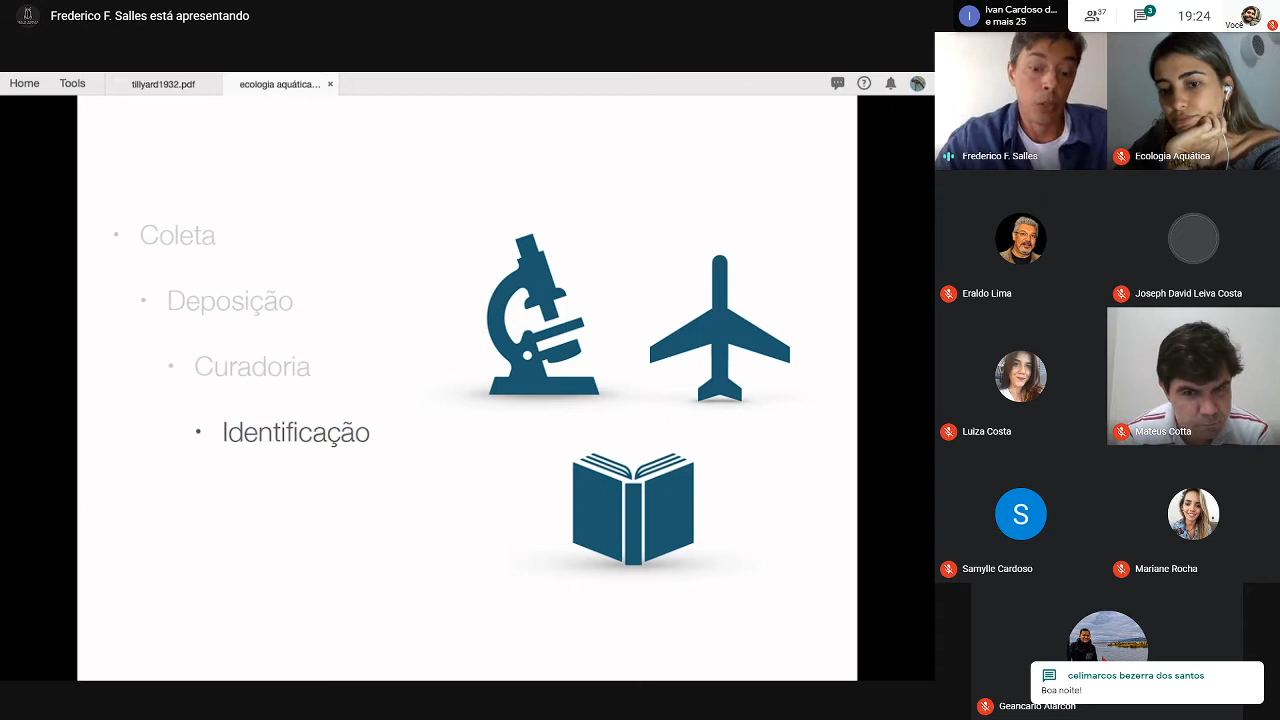 Frederico F. Salles está apresentando
Ivan Cardoso d...
e mais 25
37
3
19:24
Você
Home
Tools
tillyard1932.pdf
ecologia aquática...
Coleta
Deposição
Curadoria
Identificação
Frederico F. Salles
Ecologia Aquática
Eraldo Lima
Joseph David Leiva Costa
Luiza Costa
Mateus Cotta
S
Samylle Cardoso
Mariane Rocha
celimarcos bezerra dos santos
Boa noite!
Geancarlo Alarcon